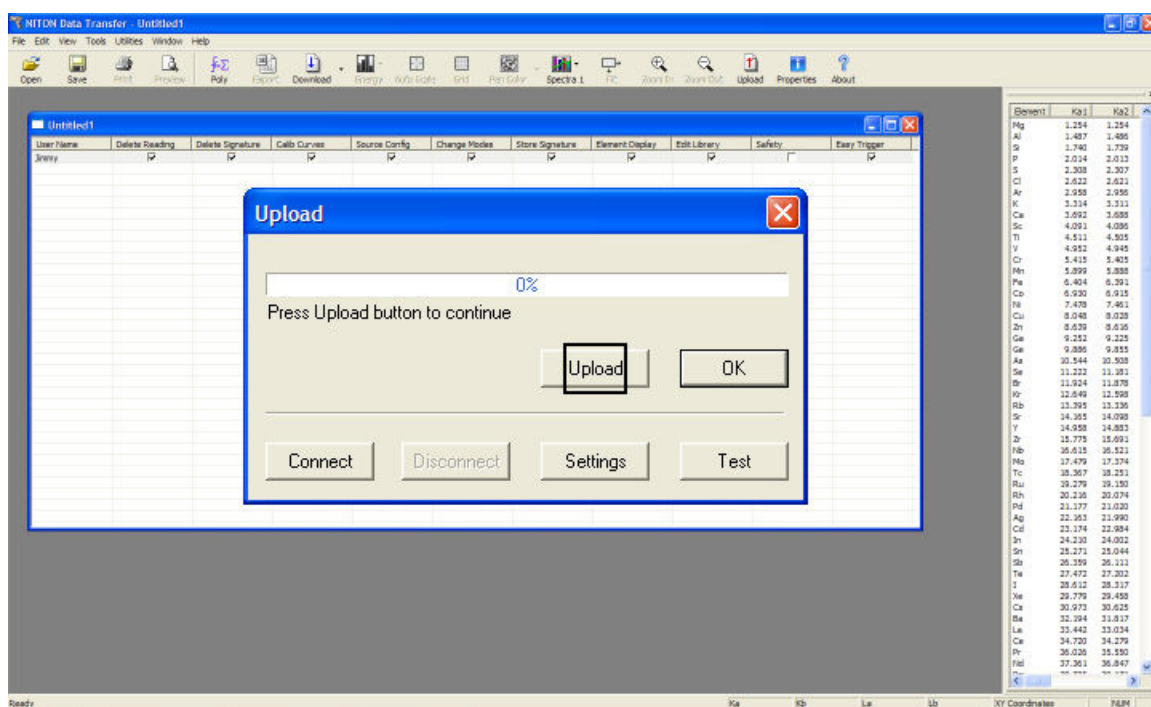 NITON Data Transfer - Untitled1
File Edit View Tools Utilities Window Help
Open Save Print Preview Poly Export Download Energy Auto Scale Grid Pen Color Spectra 1 Fit Zoom In Zoom Out Upload Properties About
Untitled1
User Name Delete Reading Delete Signature Calib Curves Source Config Change Modes Store Signature Element Display Edit Library Safety Easy Trigger
Jimmy
Upload
0%
Press Upload button to continue
Upload OK
Connect Disconnect Settings Test
Element Ka1 Ka2
Mg 1.254 1.254
Al 1.487 1.486
Si 1.740 1.739
P 2.014 2.013
S 2.308 2.307
Cl 2.622 2.621
Ar 2.958 2.956
K 3.314 3.311
Ca 3.692 3.688
Sc 4.091 4.086
Ti 4.511 4.505
V 4.952 4.945
Cr 5.415 5.405
Mn 5.899 5.888
Fe 6.404 6.391
Co 6.930 6.915
Ni 7.478 7.461
Cu 8.048 8.028
Zn 8.639 8.616
Ga 9.252 9.225
Ge 9.886 9.855
As 10.544 10.508
Se 11.222 11.181
Br 11.924 11.878
Kr 12.649 12.598
Rb 13.395 13.336
Sr 14.165 14.098
Y 14.958 14.883
Zr 15.775 15.691
Nb 16.615 16.521
Mo 17.479 17.374
Tc 18.367 18.251
Ru 19.279 19.150
Rh 20.216 20.074
Pd 21.177 21.020
Ag 22.163 21.990
Cd 23.174 22.984
In 24.210 24.002
Sn 25.271 25.044
Sb 26.359 26.111
Te 27.472 27.202
I 28.612 28.317
Xe 29.779 29.458
Cs 30.973 30.625
Ba 32.194 31.817
La 33.442 33.034
Ce 34.720 34.279
Pr 36.026 35.550
Nd 37.361 36.847
Ready Ka Kb La Lb XY Coordinates NUM